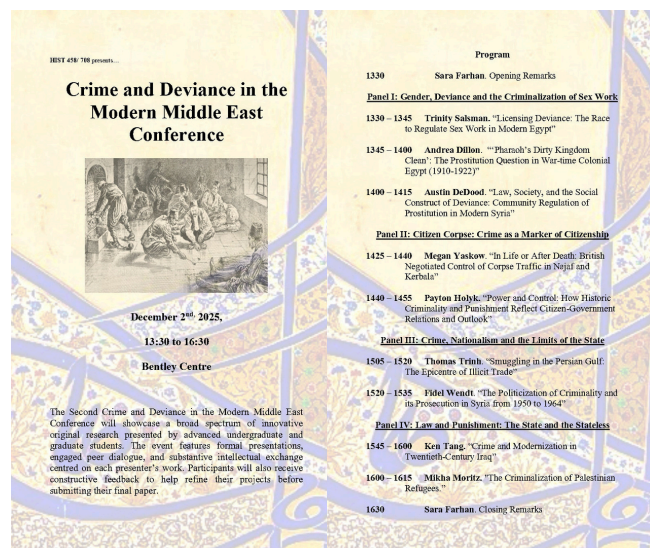 HIST 458/ 708 presents…
Crime and Deviance in the
Modern Middle East
Conference
December 2nd, 2025,
13:30 to 16:30
Bentley Centre
The Second Crime and Deviance in the Modern Middle East
Conference will showcase a broad spectrum of innovative
original research presented by advanced undergraduate and
graduate students. The event features formal presentations,
engaged peer dialogue, and substantive intellectual exchange
centred on each presenter's work. Participants will also receive
constructive feedback to help refine their projects before
submitting their final paper.
Program
1330 Sara Farhan. Opening Remarks
Panel I: Gender, Deviance and the Criminalization of Sex Work
1330 – 1345 Trinity Salsman. “Licensing Deviance: The Race
to Regulate Sex Work in Modern Egypt”
1345 – 1400 Andrea Dillon. “‘Pharaoh’s Dirty Kingdom
Clean’: The Prostitution Question in War-time Colonial
Egypt (1910-1922)”
1400 – 1415 Austin DeDood. “Law, Society, and the Social
Construct of Deviance: Community Regulation of
Prostitution in Modern Syria”
Panel II: Citizen Corpse: Crime as a Marker of Citizenship
1425 – 1440 Megan Yaskow. “In Life or After Death: British
Negotiated Control of Corpse Traffic in Najaf and
Kerbala”
1440 – 1455 Payton Holyk. “Power and Control: How Historic
Criminality and Punishment Reflect Citizen-Government
Relations and Outlook”
Panel III: Crime, Nationalism and the Limits of the State
1505 – 1520 Thomas Trinh. “Smuggling in the Persian Gulf:
The Epicentre of Illicit Trade”
1520 – 1535 Fidel Wendt. “The Politicization of Criminality and
its Prosecution in Syria from 1950 to 1964”
Panel IV: Law and Punishment: The State and the Stateless
1545 – 1600 Ken Tang. “Crime and Modernization in
Twentieth-Century Iraq”
1600 – 1615 Mikha Moritz. "The Criminalization of Palestinian
Refugees."
1630 Sara Farhan. Closing Remarks